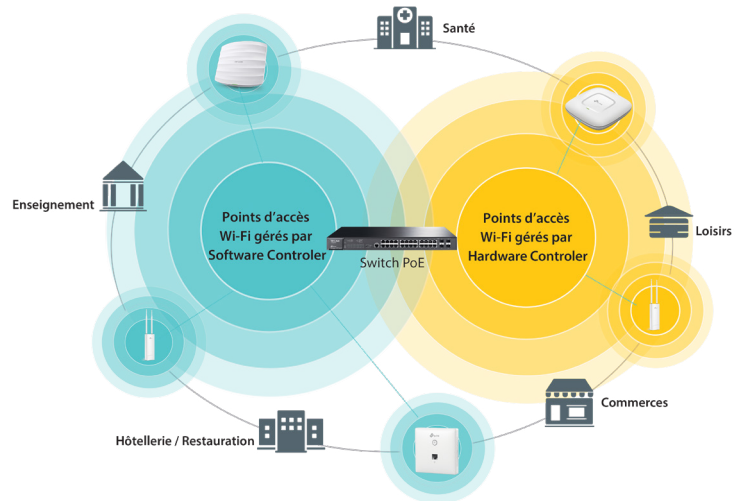 Santé
Enseignement
Points d'accès
Wi-Fi gérés par
Software Controler
Points d'accès
Wi-Fi gérés par
Hardware Controler
Switch PoE
Loisirs
Commerces
Hôtellerie / Restauration